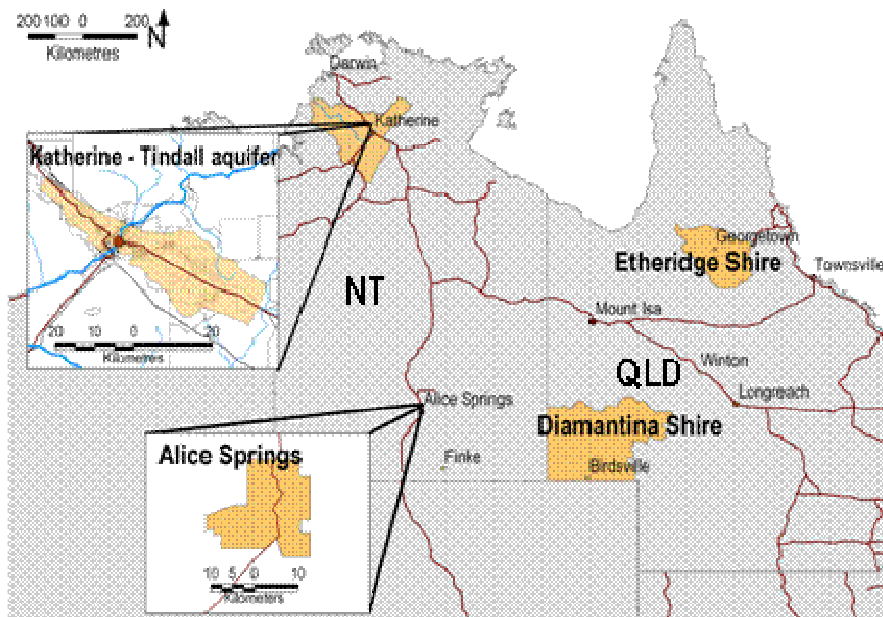 200 100 0 200
N
Kilometres
Darwin
Katherine
Katherine - Tindall aquifer
Georgetown
Etheridge Shire
Townsville
NT
Mount Isa
20 10 0 20
Kilometres
QLD
Winton
Longreach
Alice Springs
Diamantina Shire
Alice Springs
Finke
Birdsville
10 5 0 10
Kilometers